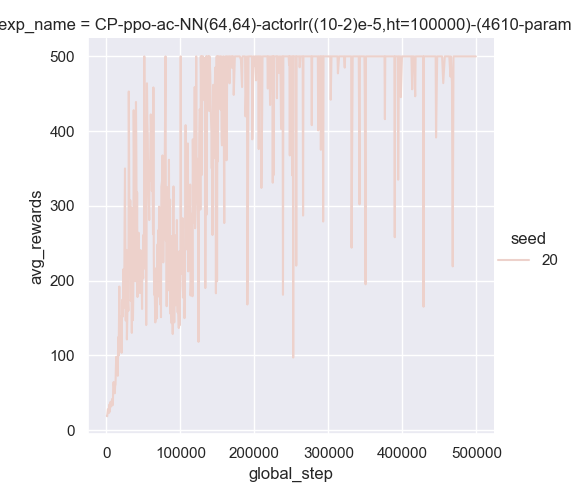 exp_name = CP-ppo-ac-NN(64,64)-actorlr((10-2)e-5,ht=100000)-(4610-param
500
400
300
200
100
0
avg_rewards
0 100000 200000 300000 400000 500000
global_step
seed
20